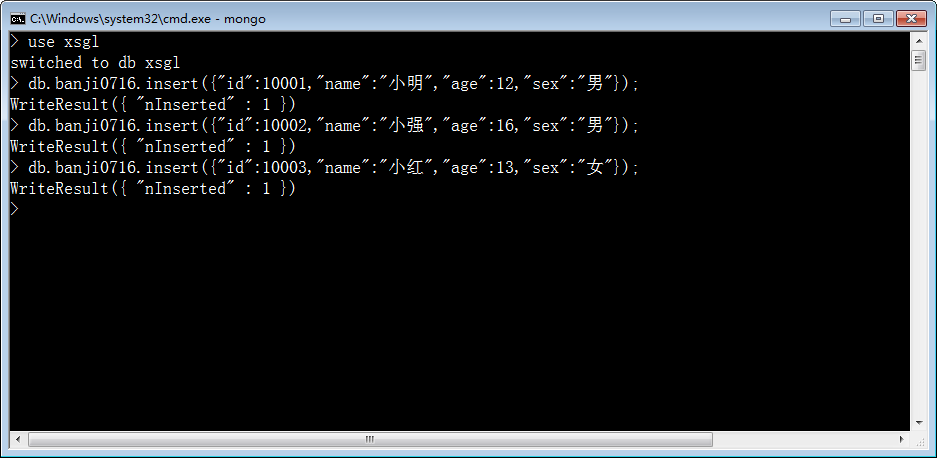 C:\Windows\system32\cmd.exe - mongo
> use xsgl
switched to db xsgl
> db.banji0716.insert({"id":10001,"name":"小明","age":12,"sex":"男"});
WriteResult({ "nInserted" : 1 })
> db.banji0716.insert({"id":10002,"name":"小强","age":16,"sex":"男"});
WriteResult({ "nInserted" : 1 })
> db.banji0716.insert({"id":10003,"name":"小红","age":13,"sex":"女"});
WriteResult({ "nInserted" : 1 })
>